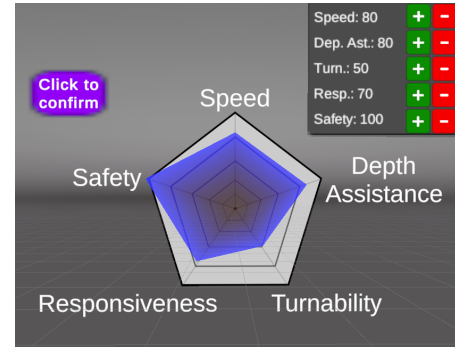 Speed: 80
+ -
Dep. Ast.: 80
+ -
Turn.: 50
+ -
Resp.: 70
+ -
Safety: 100
+ -
Click to
confirm
Speed
Safety
Depth
Assistance
Responsiveness
Turnability